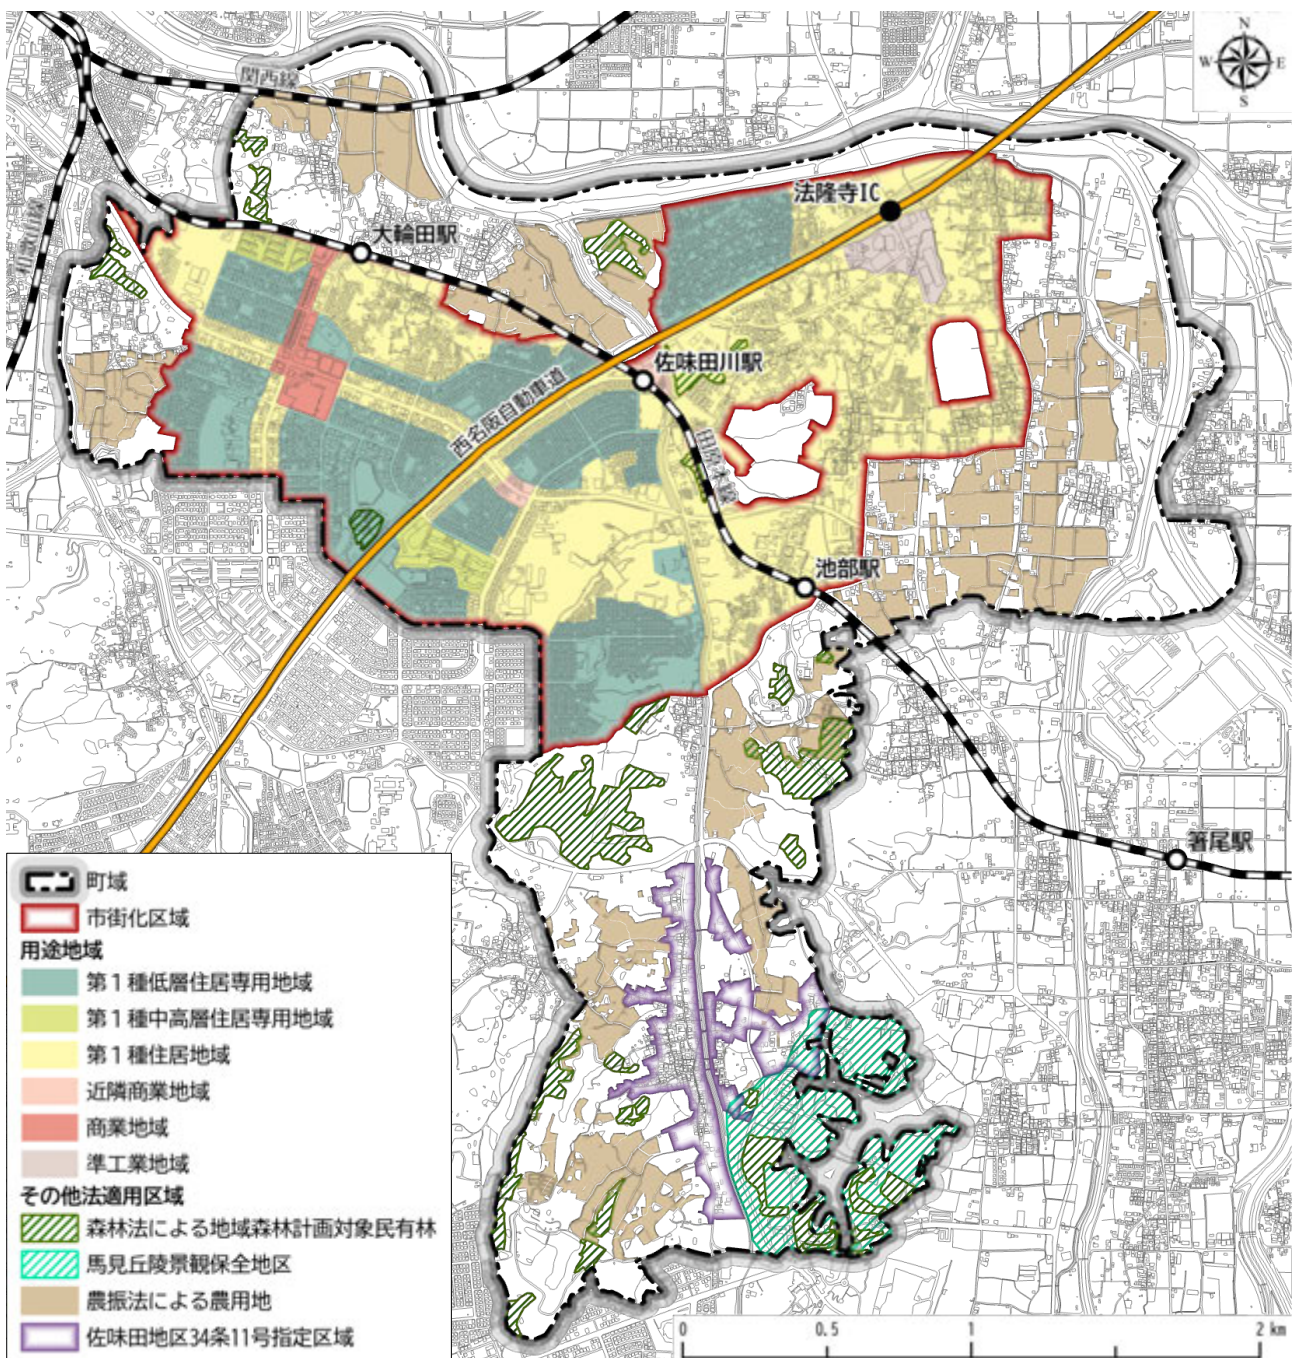 N
W
E
S
関西線
和歌山線
法隆寺IC
大輪田駅
佐味田川駅
西名阪自動車道
田原本線
池部駅
箸尾駅
町域
市街化区域
用途地域
第1種低層住居専用地域
第1種中高層住居専用地域
第1種住居地域
近隣商業地域
商業地域
準工業地域
その他法適用区域
森林法による地域森林計画対象民有林
馬見丘陵景観保全地区
農振法による農用地
佐味田地区34条11号指定区域
0 0.5 1 2 km